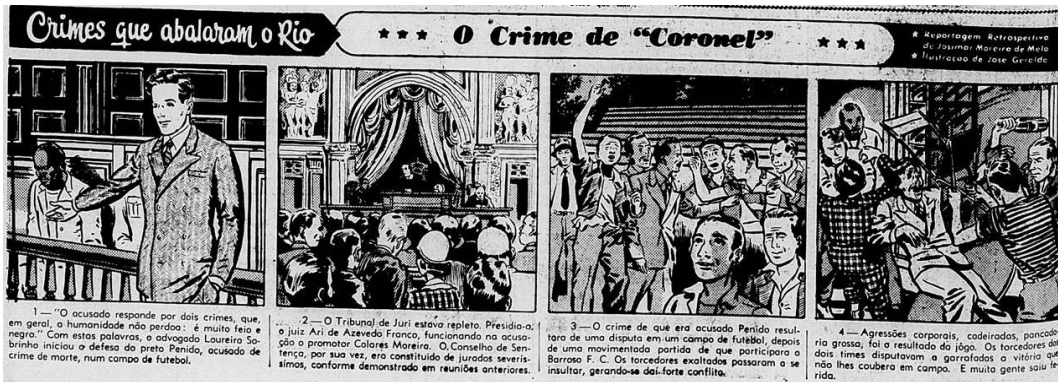 Crimes que abalaram o Rio
★ ★ ★ O Crime de "Coronel" ★ ★ ★
★ Reportagem Retrospectiva
de Josimar Moreira de Melo
★ Ilustração de José Geraldo
1 — "O acusado responde por dois crimes, que,
em geral, a humanidade não perdoa: é muito feio e
negro." Com estas palavras, o advogado Loureiro So-
brinho iniciou a defesa do preto Penido, acusado de
crime de morte, num campo de futebol.
2 — O Tribunal de Juri estava repleto. Presidia-o,
o juiz Ari de Azevedo Franco, funcionando na acusa-
ção o promotor Colares Moreira. O Conselho de Sen-
tença, por sua vez, era constituido de jurados severis-
simos, conforme demonstrado em reuniões anteriores.
3 — O crime de que era acusado Penido resul-
tara de uma disputa em um campo de futebol, depois
de uma movimentada partida de que participara o
Barroso F. C. Os torcedores exaltados passaram a se
insultar, gerando-se daí forte conflito.
4 — Agressões corporais, cadeiradas, pancada-
ria grossa, foi o resultado do jôgo. Os torcedores dos
dois times disputavam a garrafadas a vitória que
não lhes coubera em campo. E muita gente saiu
rida.